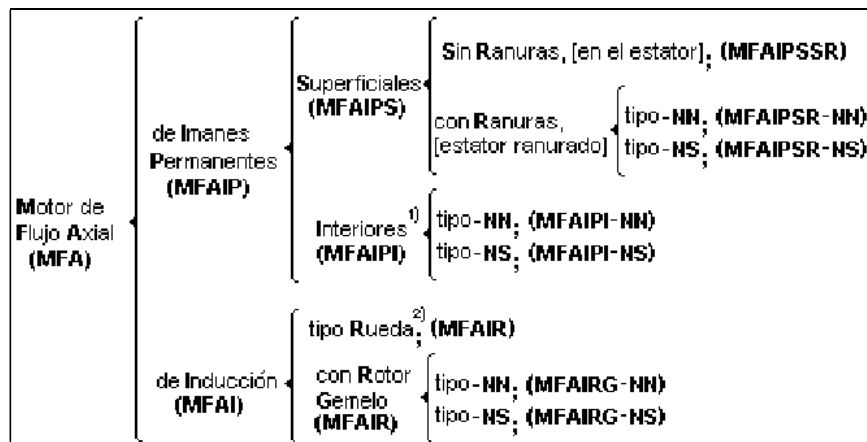 Motor de
Flujo Axial
(MFA)
de Imanes
Permanentes
(MFAIP)
Superficiales
(MFAIPS)
Sin Ranuras, [en el estator]; (MFAIPSSR)
con Ranuras,
[estator ranurado]
tipo-NN; (MFAIPSR-NN)
tipo-NS; (MFAIPSR-NS)
Interiores 1)
(MFAIPI)
tipo-NN; (MFAIPI-NN)
tipo-NS; (MFAIPI-NS)
de Inducción
(MFAI)
tipo Rueda 2); (MFAIR)
con Rotor
Gemelo
(MFAIR)
tipo-NN; (MFAIRG-NN)
tipo-NS; (MFAIRG-NS)